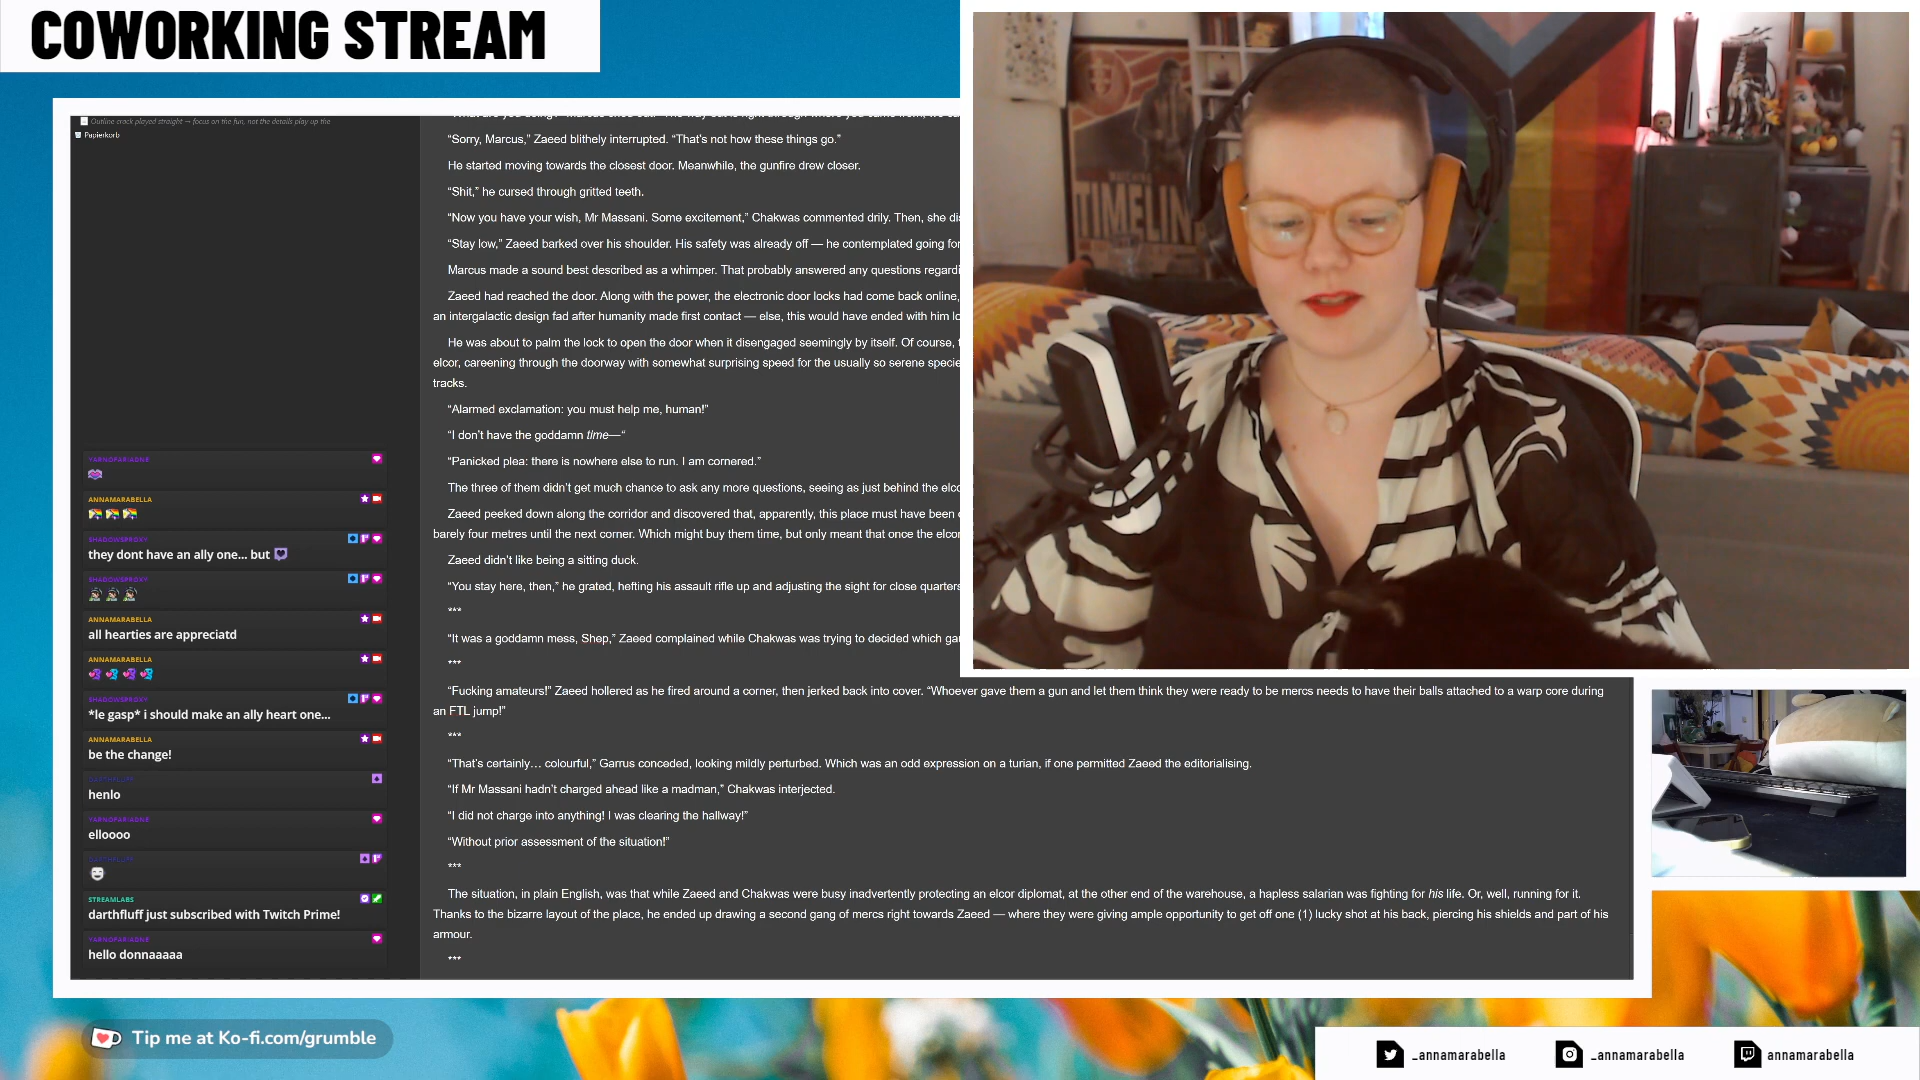 COWORKING STREAM
Outline crack played straight — focus on the fun, not the details play up the
Papierkorb
“Sorry, Marcus,” Zaeed blithely interrupted. “That’s not how these things go.”
He started moving towards the closest door. Meanwhile, the gunfire drew closer.
“Shit,” he cursed through gritted teeth.
“Now you have your wish, Mr Massani. Some excitement,” Chakwas commented drily. Then, she
“Stay low,” Zaeed barked over his shoulder. His safety was already off — he contemplated going
Marcus made a sound best described as a whimper. That probably answered any questions
Zaeed had reached the door. Along with the power, the electronic door locks had come back online,
an intergalactic design fad after humanity made first contact — else, this would have ended with him
He was about to palm the lock to open the door when it disengaged seemingly by itself. Of course,
elcor, careening through the doorway with somewhat surprising speed for the usually so serene
tracks.
“Alarmed exclamation: you must help me, human!”
“I don’t have the goddamn time—“
“Panicked plea: there is nowhere else to run. I am cornered.”
The three of them didn’t get much chance to ask any more questions, seeing as just behind the
Zaeed peeked down along the corridor and discovered that, apparently, this place must have been
barely four metres until the next corner. Which might buy them time, but only meant that once the
Zaeed didn’t like being a sitting duck.
“You stay here, then,” he grated, hefting his assault rifle up and adjusting the sight for close quarters
***
“It was a goddamn mess, Shep,” Zaeed complained while Chakwas was trying to decided which
***
“Fucking amateurs!” Zaeed hollered as he fired around a corner, then jerked back into cover. “Whoever gave them a gun and let them think they were ready to be mercs needs to have their balls attached to a warp core during
an FTL jump!”
***
“That’s certainly… colourful,” Garrus conceded, looking mildly perturbed. Which was an odd expression on a turian, if one permitted Zaeed the editorialising.
“If Mr Massani hadn’t charged ahead like a madman,” Chakwas interjected.
“I did not charge into anything! I was clearing the hallway!”
“Without prior assessment of the situation!”
***
The situation, in plain English, was that while Zaeed and Chakwas were busy inadvertently protecting an elcor diplomat, at the other end of the warehouse, a hapless salarian was fighting for his life. Or, well, running for it.
Thanks to the bizarre layout of the place, he ended up drawing a second gang of mercs right towards Zaeed — where they were giving ample opportunity to get off one (1) lucky shot at his back, piercing his shields and part of his
armour.
***
YARNOFARIADNE
ANNAMARABELLA
SHADOWSPROXY
they dont have an ally one... but
SHADOWSPROXY
ANNAMARABELLA
all hearties are appreciatd
ANNAMARABELLA
SHADOWSPROXY
*le gasp* i should make an ally heart one...
ANNAMARABELLA
be the change!
henlo
YARNOFARIADNE
elloooo
STREAMLABS
darthfluff just subscribed with Twitch Prime!
YARNOFARIADNE
hello donnaaaaa
TIMELINE
Tip me at Ko-fi.com/grumble
_annamarabella
_annamarabella
annamarabella